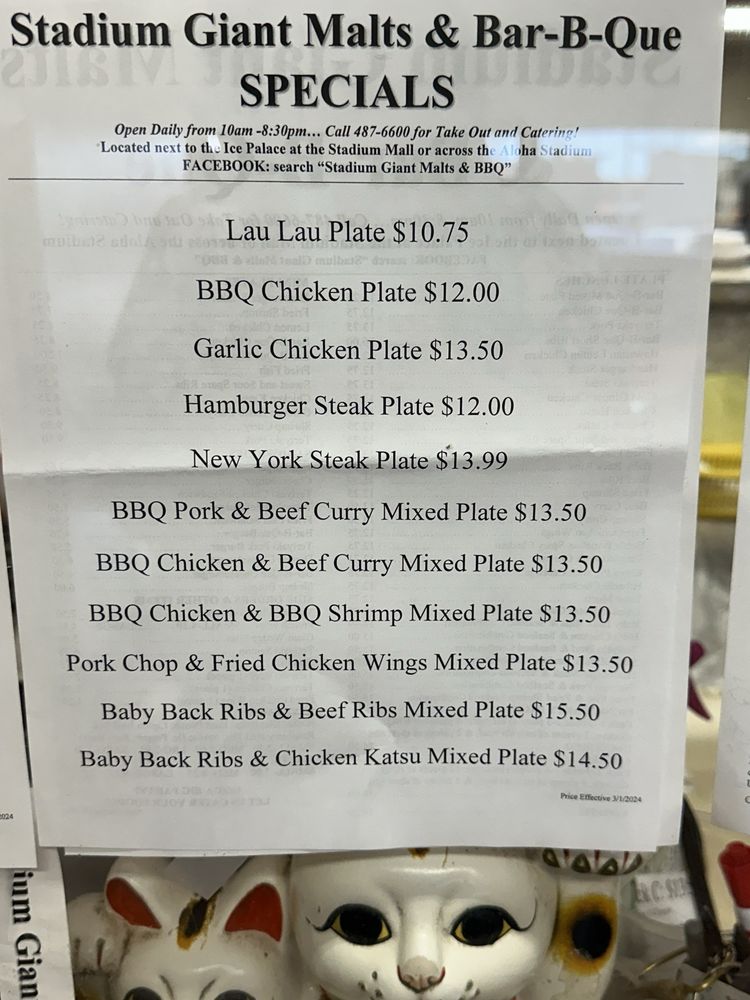 Stadium Giant Malts & Bar-B-Que
SPECIALS
Open Daily from 10am -8:30pm... Call 487-6600 for Take Out and Catering!
Located next to the Ice Palace at the Stadium Mall or across the Aloha Stadium
FACEBOOK: search “Stadium Giant Malts & BBQ”
Lau Lau Plate $10.75
BBQ Chicken Plate $12.00
Garlic Chicken Plate $13.50
Hamburger Steak Plate $12.00
New York Steak Plate $13.99
BBQ Pork & Beef Curry Mixed Plate $13.50
BBQ Chicken & Beef Curry Mixed Plate $13.50
BBQ Chicken & BBQ Shrimp Mixed Plate $13.50
Pork Chop & Fried Chicken Wings Mixed Plate $13.50
Baby Back Ribs & Beef Ribs Mixed Plate $15.50
Baby Back Ribs & Chicken Katsu Mixed Plate $14.50
Price Effective 3/1/2024
2024
ium Gian